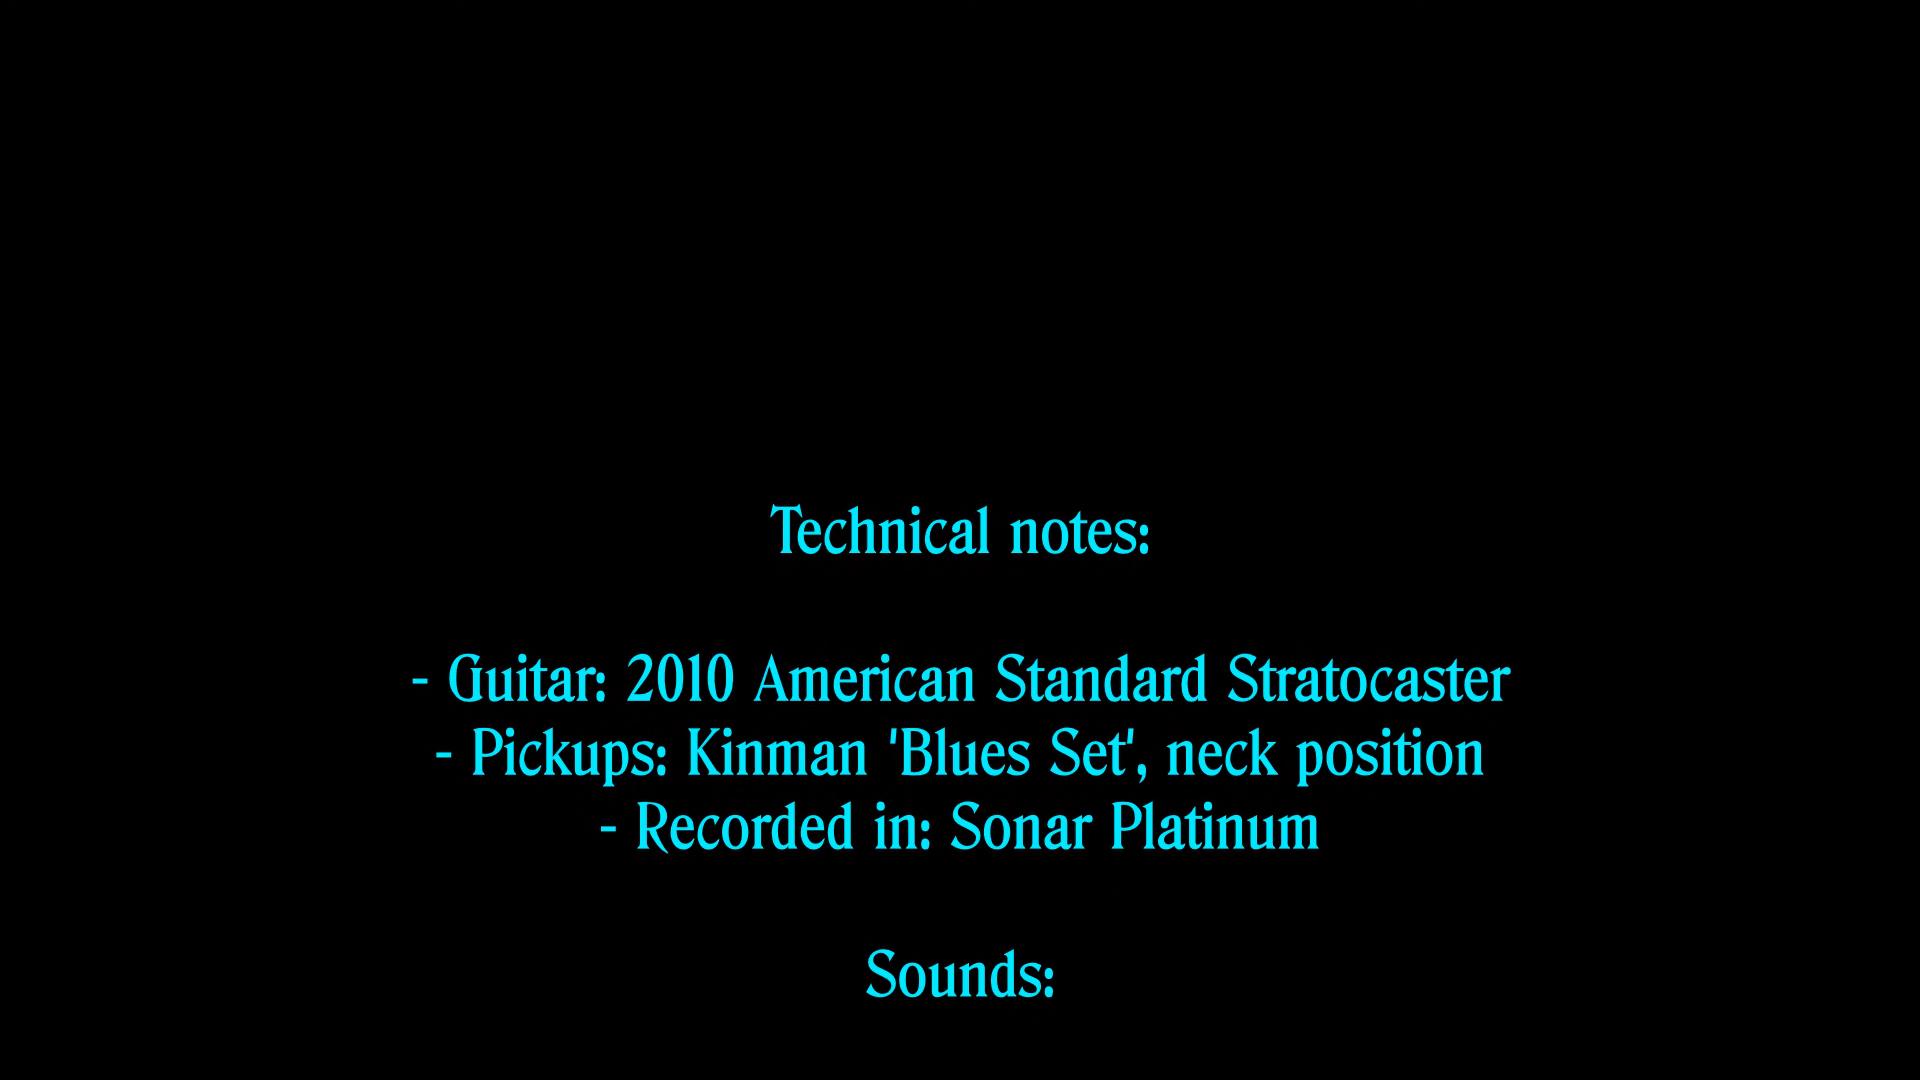 Technical notes:
- Guitar: 2010 American Standard Stratocaster
- Pickups: Kinman 'Blues Set', neck position
- Recorded in: Sonar Platinum
Sounds: